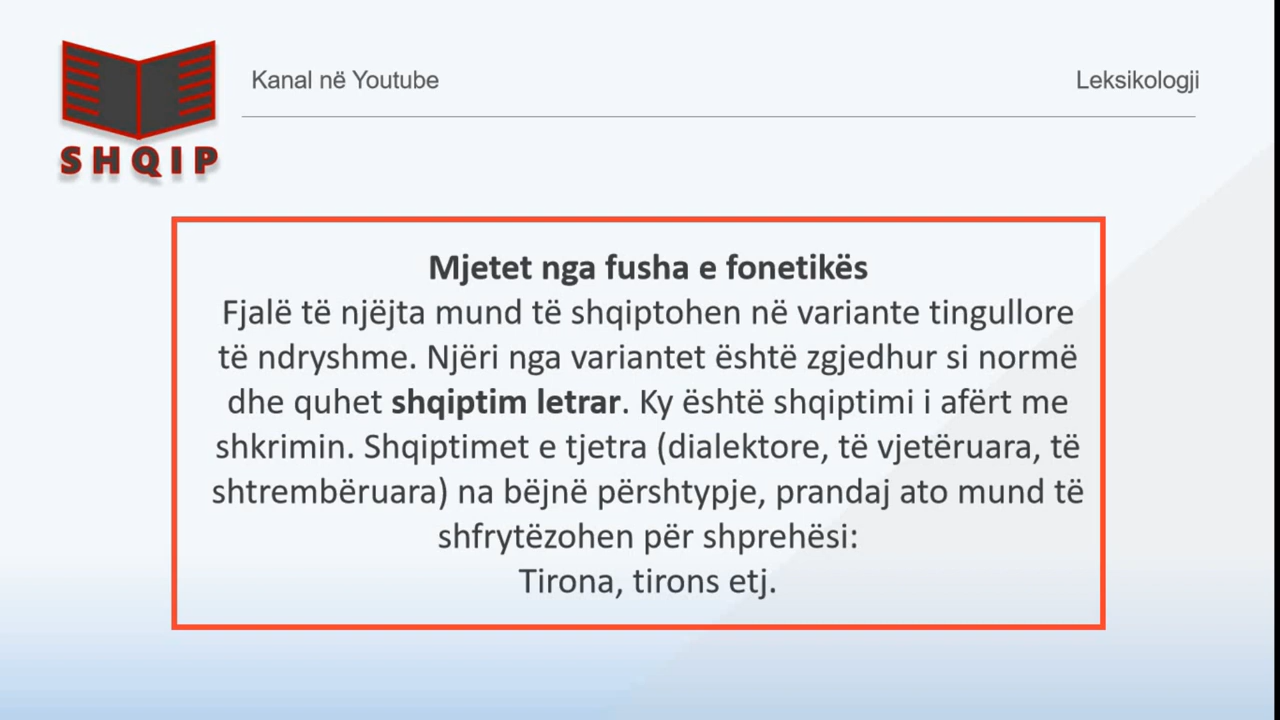 SHQIP
Kanal në Youtube
Leksikologji
Mjetet nga fusha e fonetikës
Fjalë të njëjta mund të shqiptohen në variante tingullore
të ndryshme. Njëri nga variantet është zgjedhur si normë
dhe quhet shqiptim letrar. Ky është shqiptimi i afërt me
shkrimin. Shqiptimet e tjetra (dialektore, të vjetëruara, të
shtrembëruara) na bëjnë përshtypje, prandaj ato mund të
shfrytëzohen për shprehësi:
Tirona, tirons etj.